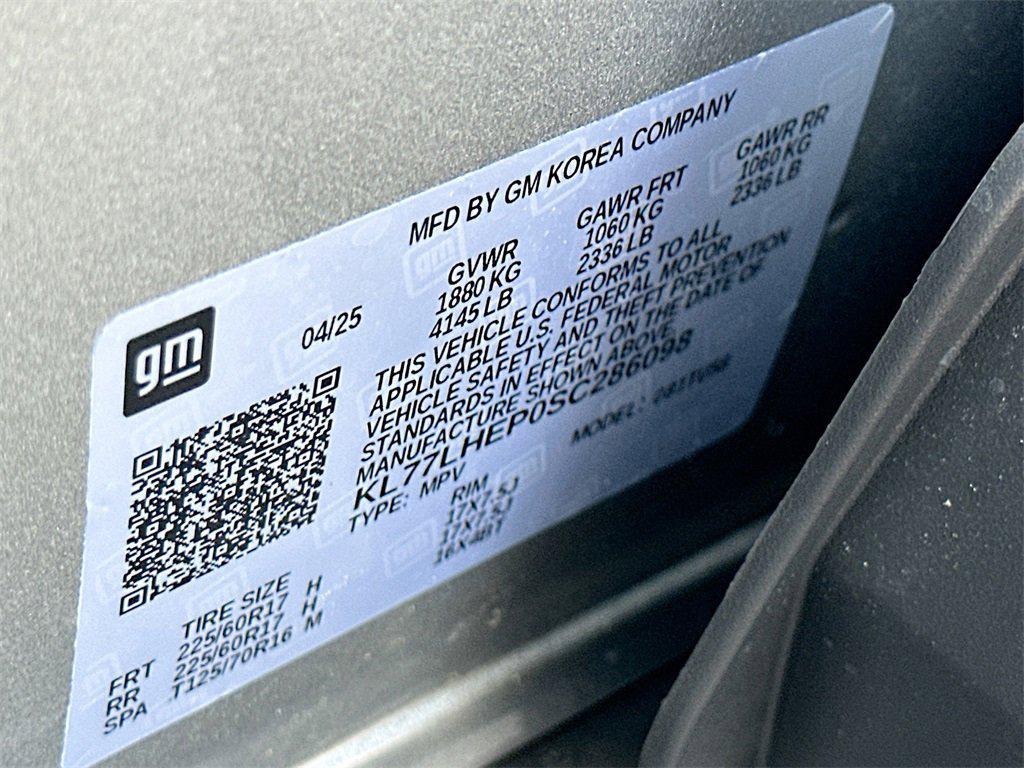 MFD BY GM KOREA COMPANY
gm
04/25
GVWR
1880 KG
4145 LB
GAWR FRT
1060 KG
2336 LB
GAWR RR
1060 KG
2336 LB
THIS VEHICLE CONFORMS TO ALL
APPLICABLE U.S. FEDERAL MOTOR
VEHICLE SAFETY AND THEFT PREVENTION
STANDARDS IN EFFECT ON THE DATE OF
MANUFACTURE SHOWN ABOVE.
KL77LHEP0SC286098
TYPE: MPV
MODEL:
TIRE SIZE
RIM
FRT 225/60R17 H 17X7.5J
RR 225/60R17 H 17X7.5J
SPA T125/70R16 M 16X4BT